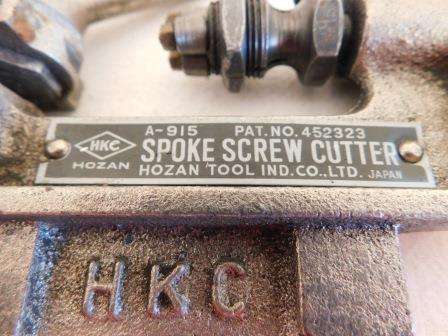 A-915 PAT.NO.452323
HKC
SPOKE SCREW CUTTER
HOZAN
HOZAN TOOL IND.CO.,LTD. JAPAN
HKC